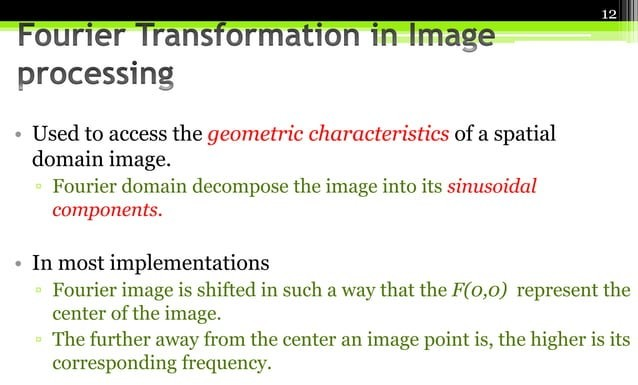 12
Fourier Transformation in Image
processing
• Used to access the geometric characteristics of a spatial
domain image.
▫ Fourier domain decompose the image into its sinusoidal
components.
• In most implementations
▫ Fourier image is shifted in such a way that the F(0,0) represent the
center of the image.
▫ The further away from the center an image point is, the higher is its
corresponding frequency.